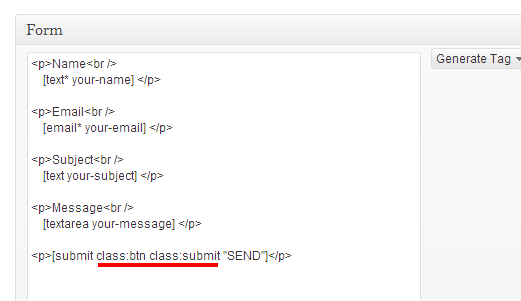 Form
Generate Tag
<p>Name<br />
[text* your-name] </p>
<p>Email<br />
[email* your-email] </p>
<p>Subject<br />
[text your-subject] </p>
<p>Message<br />
[textarea your-message] </p>
<p>[submit class:btn class:submit "SEND"]</p>